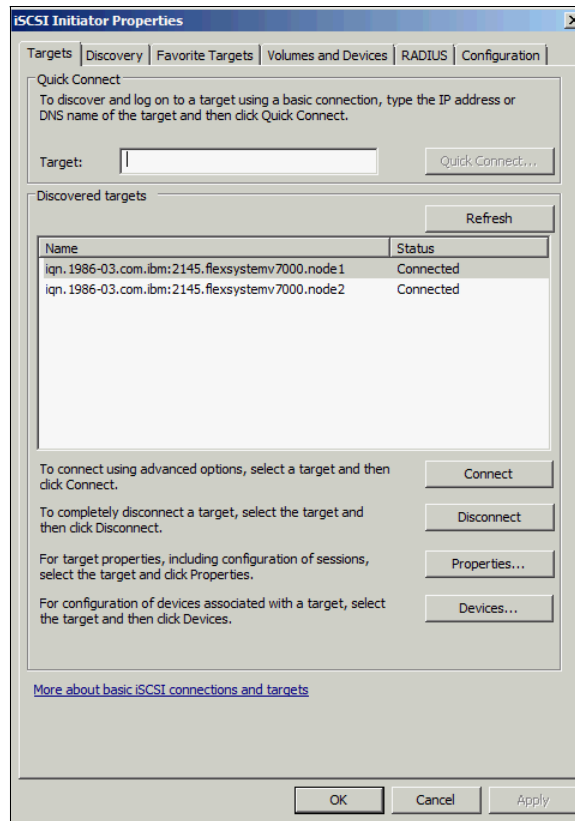 iSCSI Initiator Properties
Targets Discovery Favorite Targets Volumes and Devices RADIUS Configuration
Quick Connect
To discover and log on to a target using a basic connection, type the IP address or
DNS name of the target and then click Quick Connect.
Target:
Quick Connect...
Discovered targets
Refresh
Name Status
iqn.1986-03.com.ibm:2145.flexsystemv7000.node1 Connected
iqn.1986-03.com.ibm:2145.flexsystemv7000.node2 Connected
To connect using advanced options, select a target and then
click Connect.
Connect
To completely disconnect a target, select the target and
then click Disconnect.
Disconnect
For target properties, including configuration of sessions,
select the target and click Properties.
Properties...
For configuration of devices associated with a target, select
the target and then click Devices.
Devices...
More about basic iSCSI connections and targets
OK Cancel Apply